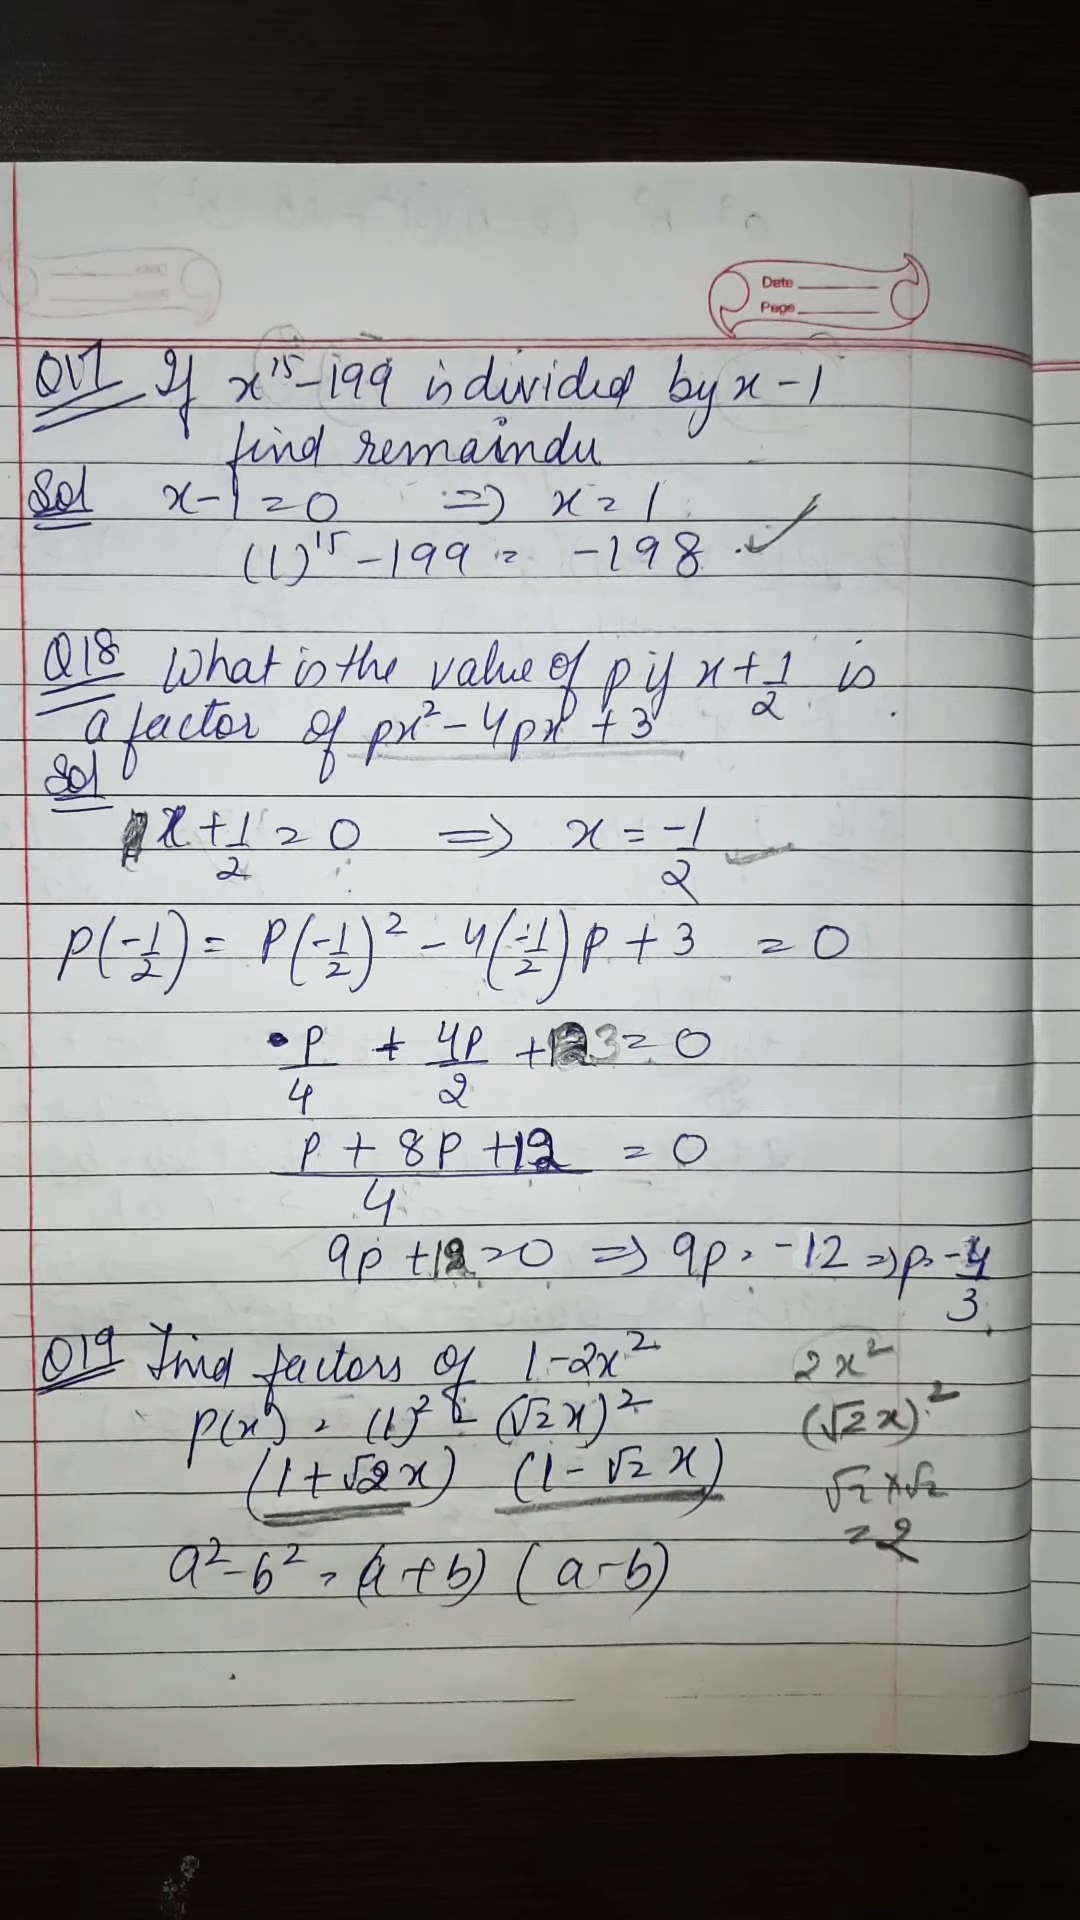 Date
Page
Q17 If x¹⁵-199 is divided by x-1
find remainder
Sol x-1=0 => x=1
(1)¹⁵-199 = -198.
Q18 What is the value of p if x+1/2 is
a factor of px²-4px+3
Sol
x+1/2=0 => x=-1/2
p(-1/2) = P(-1/2)² - 4(-1/2)p + 3 = 0
P/4 + 4P/2 + 3 = 0
(P + 8P + 12)/4 = 0
9p+12=0 => 9p=-12 => p=-4/3
Q19 Find factors of 1-2x² 2x²
p(x) = (1)² - (√2x)² (√2x)²
(1+√2x) (1-√2x) √2×√2
=2
a²-b² = (a+b) (a-b)